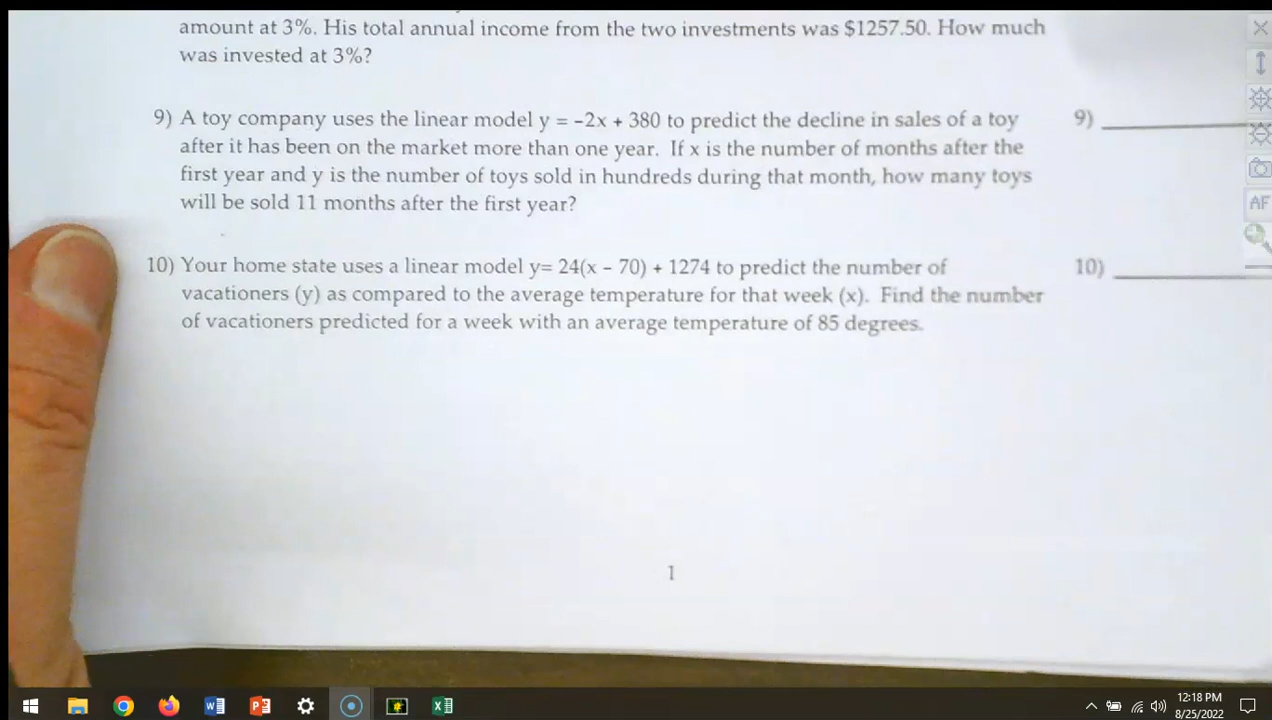 amount at 3%. His total annual income from the two investments was $1257.50. How much
was invested at 3%?
9) A toy company uses the linear model y = -2x + 380 to predict the decline in sales of a toy
after it has been on the market more than one year. If x is the number of months after the
first year and y is the number of toys sold in hundreds during that month, how many toys
will be sold 11 months after the first year?
9)
10) Your home state uses a linear model y= 24(x - 70) + 1274 to predict the number of
vacationers (y) as compared to the average temperature for that week (x). Find the number
of vacationers predicted for a week with an average temperature of 85 degrees.
10)
1
AF
12:18 PM
8/25/2022